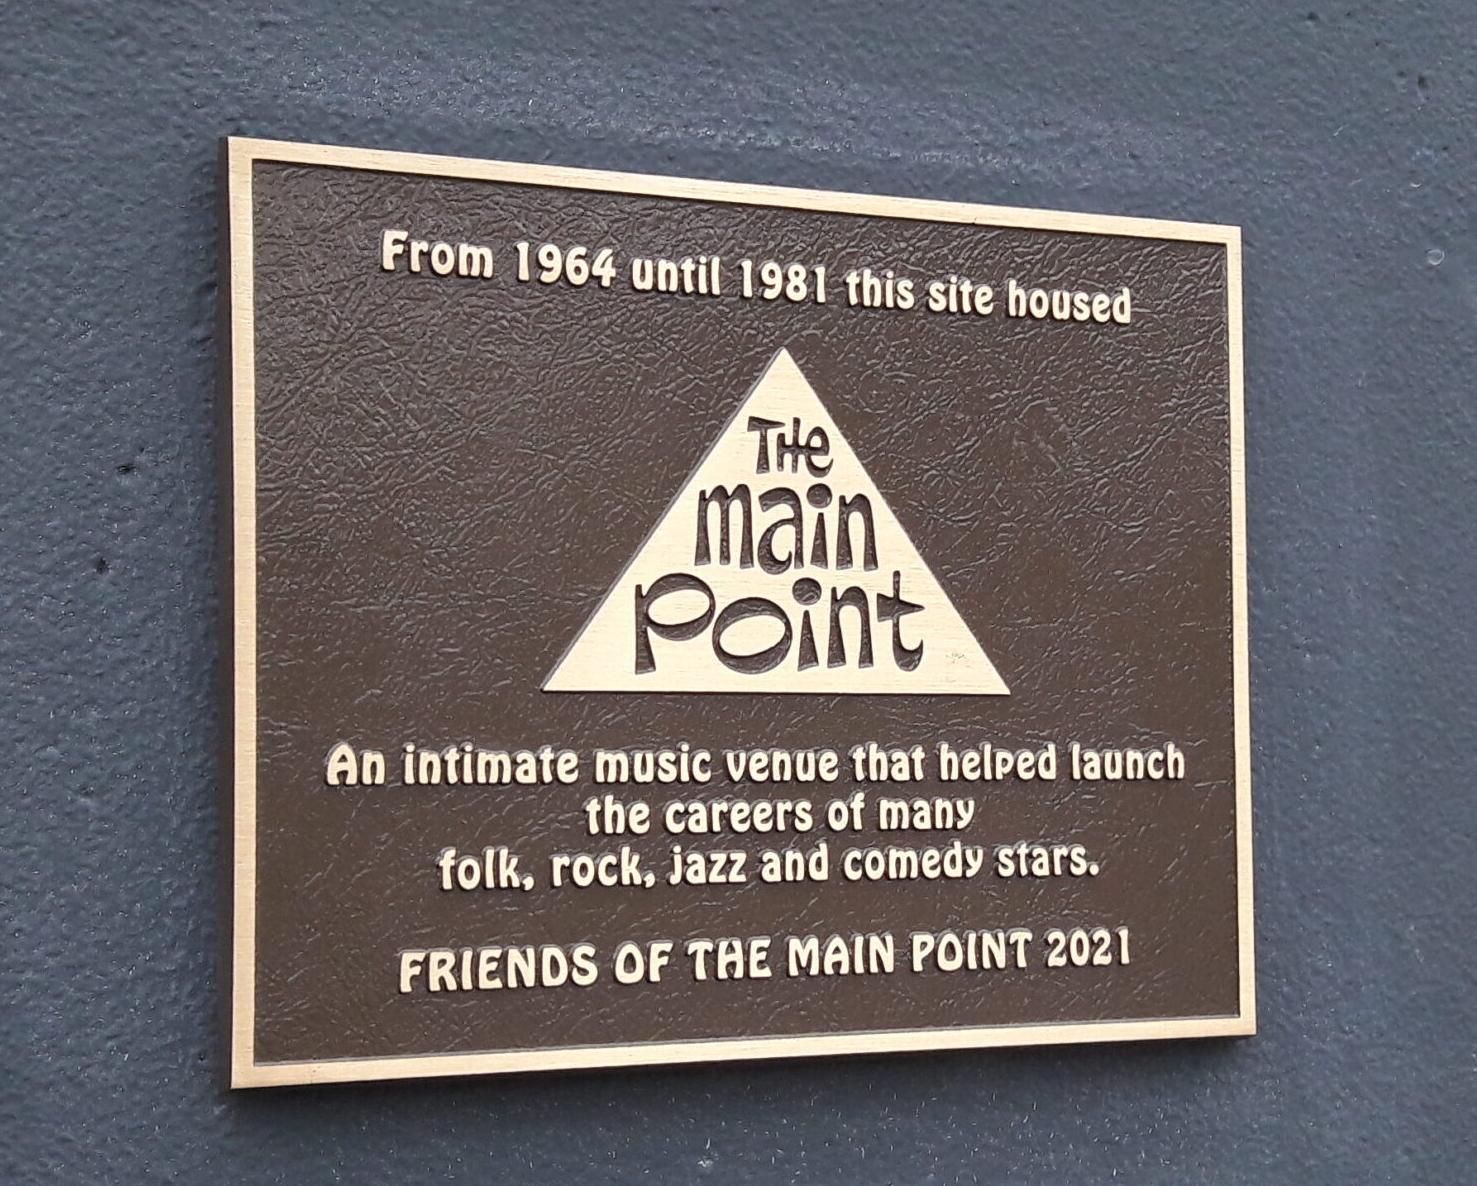 From 1964 until 1981 this site housed
The
main
point
An intimate music venue that helped launch
the careers of many
folk, rock, jazz and comedy stars.
FRIENDS OF THE MAIN POINT 2021